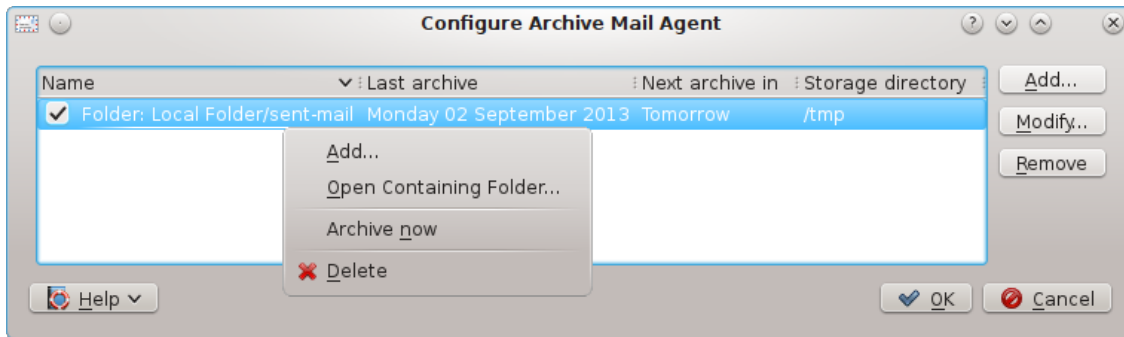 Configure Archive Mail Agent
Name Last archive Next archive in Storage directory
Folder: Local Folder/sent-mail Monday 02 September 2013 Tomorrow /tmp
Add...
Modify...
Remove
Add...
Open Containing Folder...
Archive now
Delete
Help OK Cancel